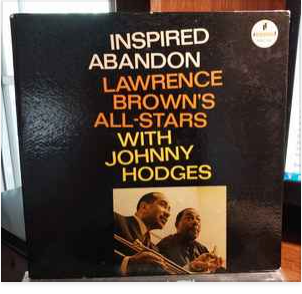 INSPIRED
ABANDON
LAWRENCE
BROWN'S
ALL-STARS
WITH
JOHNNY
HODGES